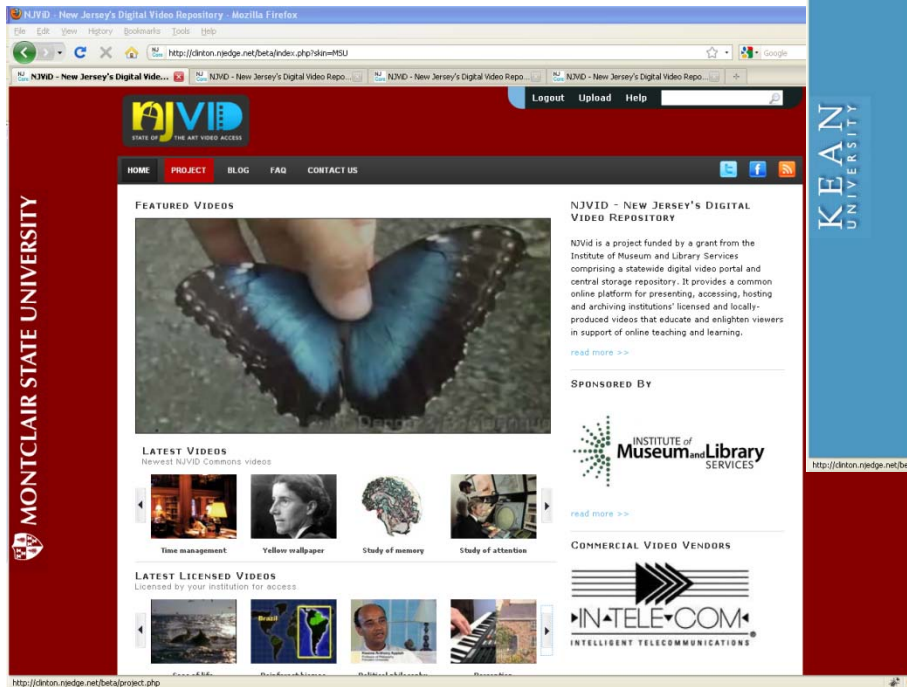 NJViD - New Jersey's Digital Video Repository - Mozilla Firefox
File Edit View History Bookmarks Tools Help
http://clinton.njedge.net/beta/index.php?skin=MSU
Google
NJViD - New Jersey's Digital Vide...
NJViD - New Jersey's Digital Video Repo...
NJViD - New Jersey's Digital Video Repo...
NJViD - New Jersey's Digital Video Repo...
Logout Upload Help
NJVID
STATE OF THE ART VIDEO ACCESS
HOME PROJECT BLOG FAQ CONTACT US
MONTCLAIR STATE UNIVERSITY
KEAN
UNIVERSITY
FEATURED VIDEOS
LATEST VIDEOS
Newest NJVID Commons videos
Time management Yellow wallpaper Study of memory Study of attention
LATEST LICENSED VIDEOS
Licensed by your institution for access
Brazil
NJVID - NEW JERSEY'S DIGITAL
VIDEO REPOSITORY
NJVid is a project funded by a grant from the
Institute of Museum and Library Services
comprising a statewide digital video portal and
central storage repository. It provides a common
online platform for presenting, accessing, hosting
and archiving institutions' licensed and locally-
produced videos that educate and enlighten viewers
in support of online teaching and learning.
read more >>
SPONSORED BY
INSTITUTE of
Museum and Library
SERVICES
read more >>
COMMERCIAL VIDEO VENDORS
IN TELE COM
INTELLIGENT TELECOMMUNICATIONS
http://clinton.njedge.net/be
http://clinton.njedge.net/beta/project.php